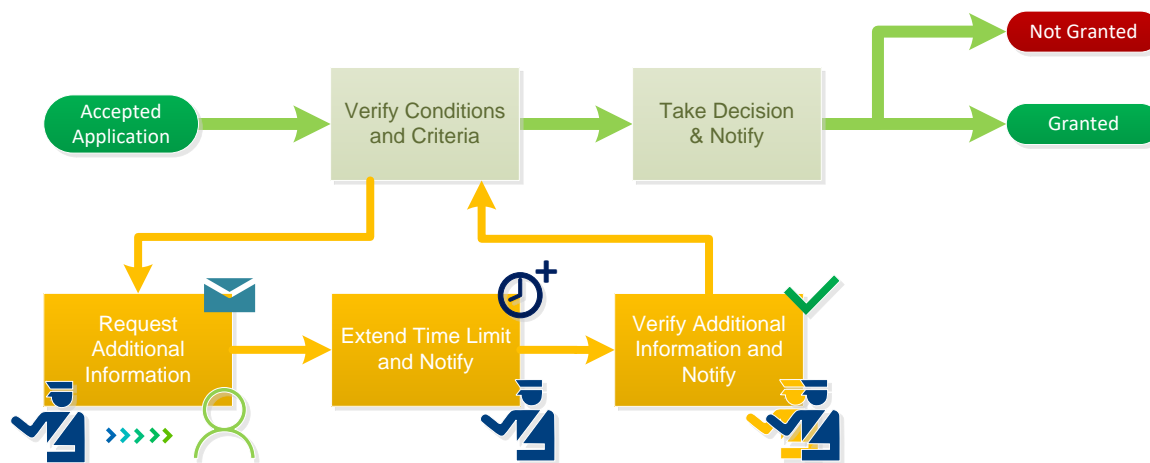 Not Granted
Accepted
Application
Verify Conditions
and Criteria
Take Decision
& Notify
Granted
Request
Additional
Information
Extend Time Limit
and Notify
Verify Additional
Information and
Notify